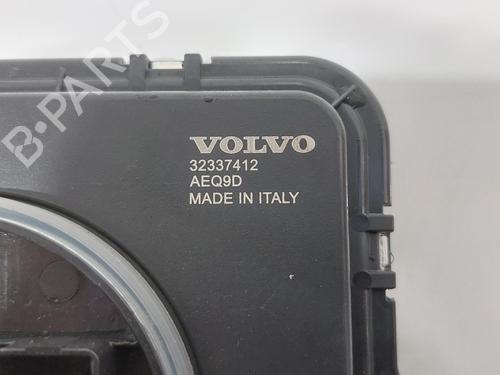 B-PARTS
VOLVO
32337412
AEQ9D
MADE IN ITALY